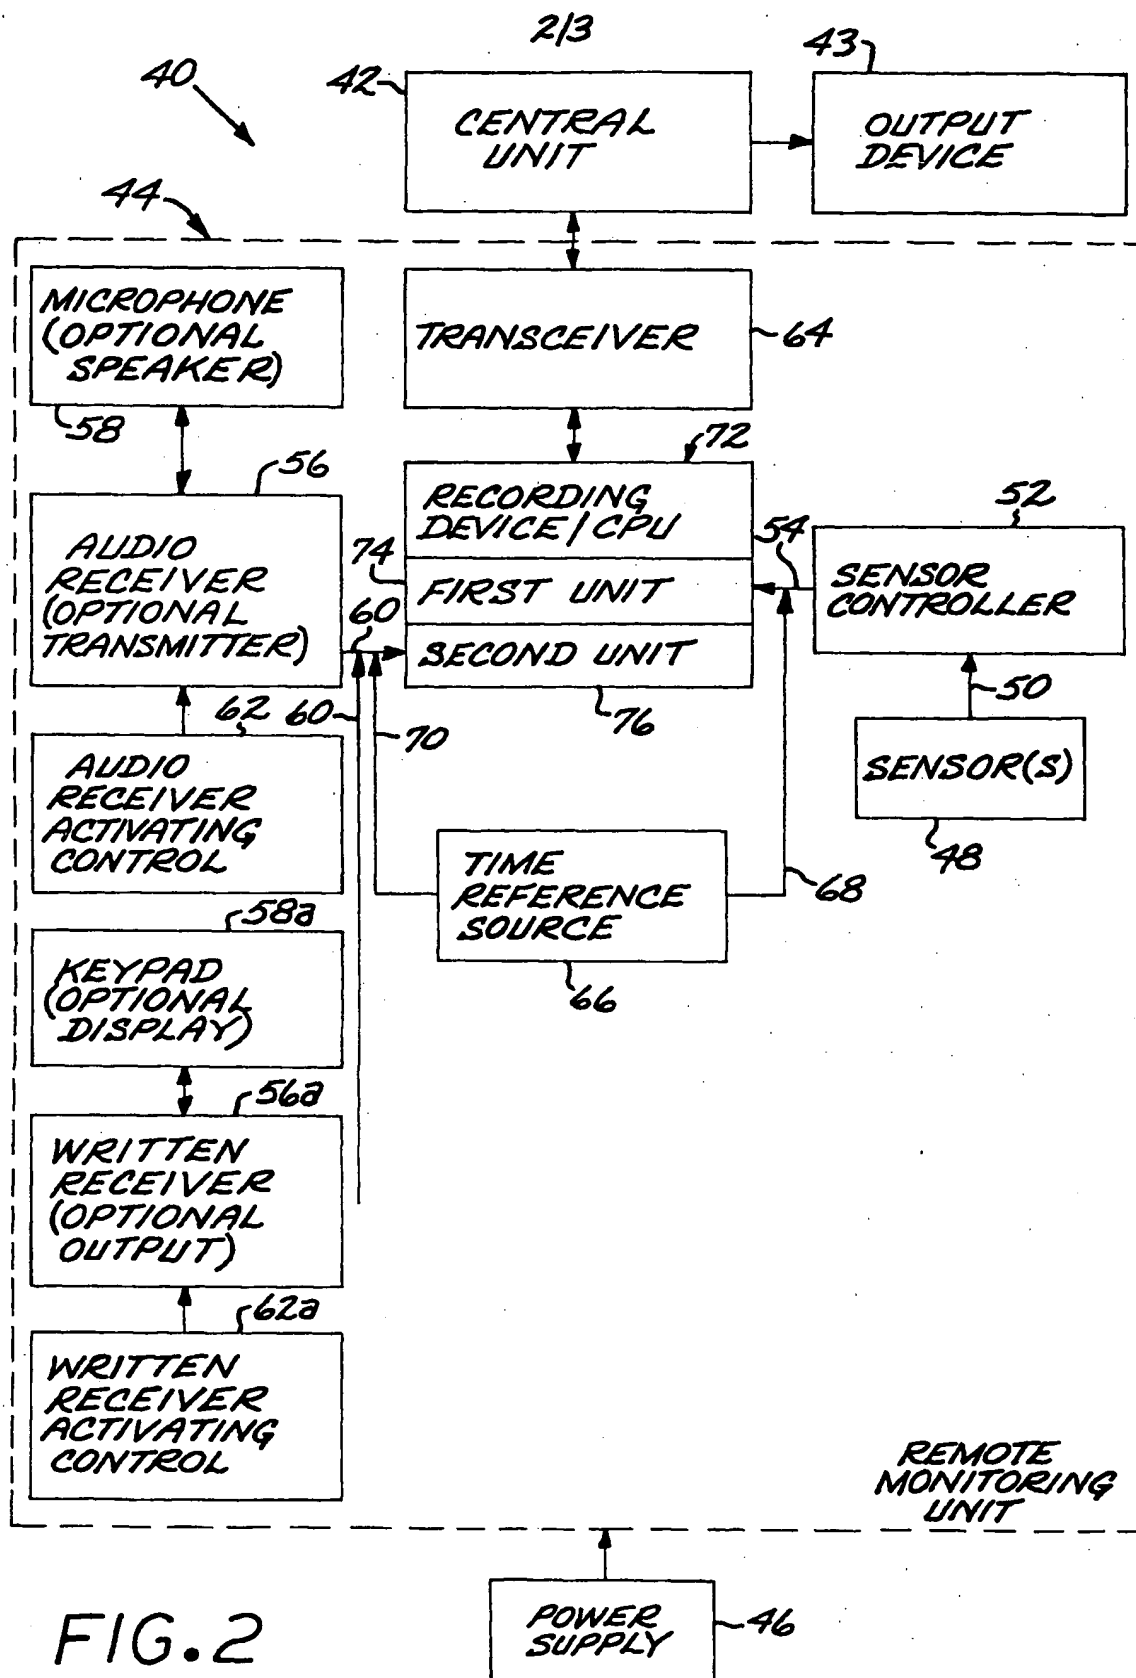 2/3
40
42
CENTRAL
UNIT
43
OUTPUT
DEVICE
44
MICROPHONE
(OPTIONAL
SPEAKER)
58
TRANSCEIVER
64
56
AUDIO
RECEIVER
(OPTIONAL
TRANSMITTER)
60
72
RECORDING
DEVICE/CPU
74
FIRST UNIT
SECOND UNIT
76
54
52
SENSOR
CONTROLLER
50
SENSOR(S)
48
62
60
70
AUDIO
RECEIVER
ACTIVATING
CONTROL
TIME
REFERENCE
SOURCE
66
68
58a
KEYPAD
(OPTIONAL
DISPLAY)
56a
WRITTEN
RECEIVER
(OPTIONAL
OUTPUT)
62a
WRITTEN
RECEIVER
ACTIVATING
CONTROL
REMOTE
MONITORING
UNIT
POWER
SUPPLY
46
FIG.2